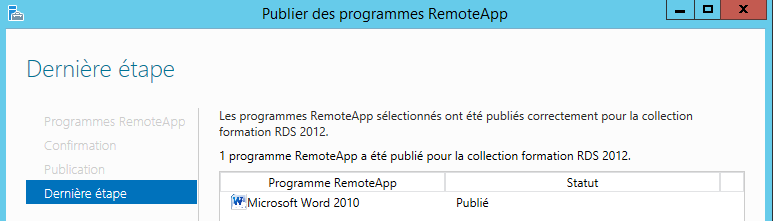 Publier des programmes RemoteApp
Dernière étape
Programmes RemoteApp
Confirmation
Publication
Dernière étape
Les programmes RemoteApp sélectionnés ont été publiés correctement pour la collection
formation RDS 2012.
1 programme RemoteApp a été publié pour la collection formation RDS 2012.
Programme RemoteApp Statut
Microsoft Word 2010 Publié